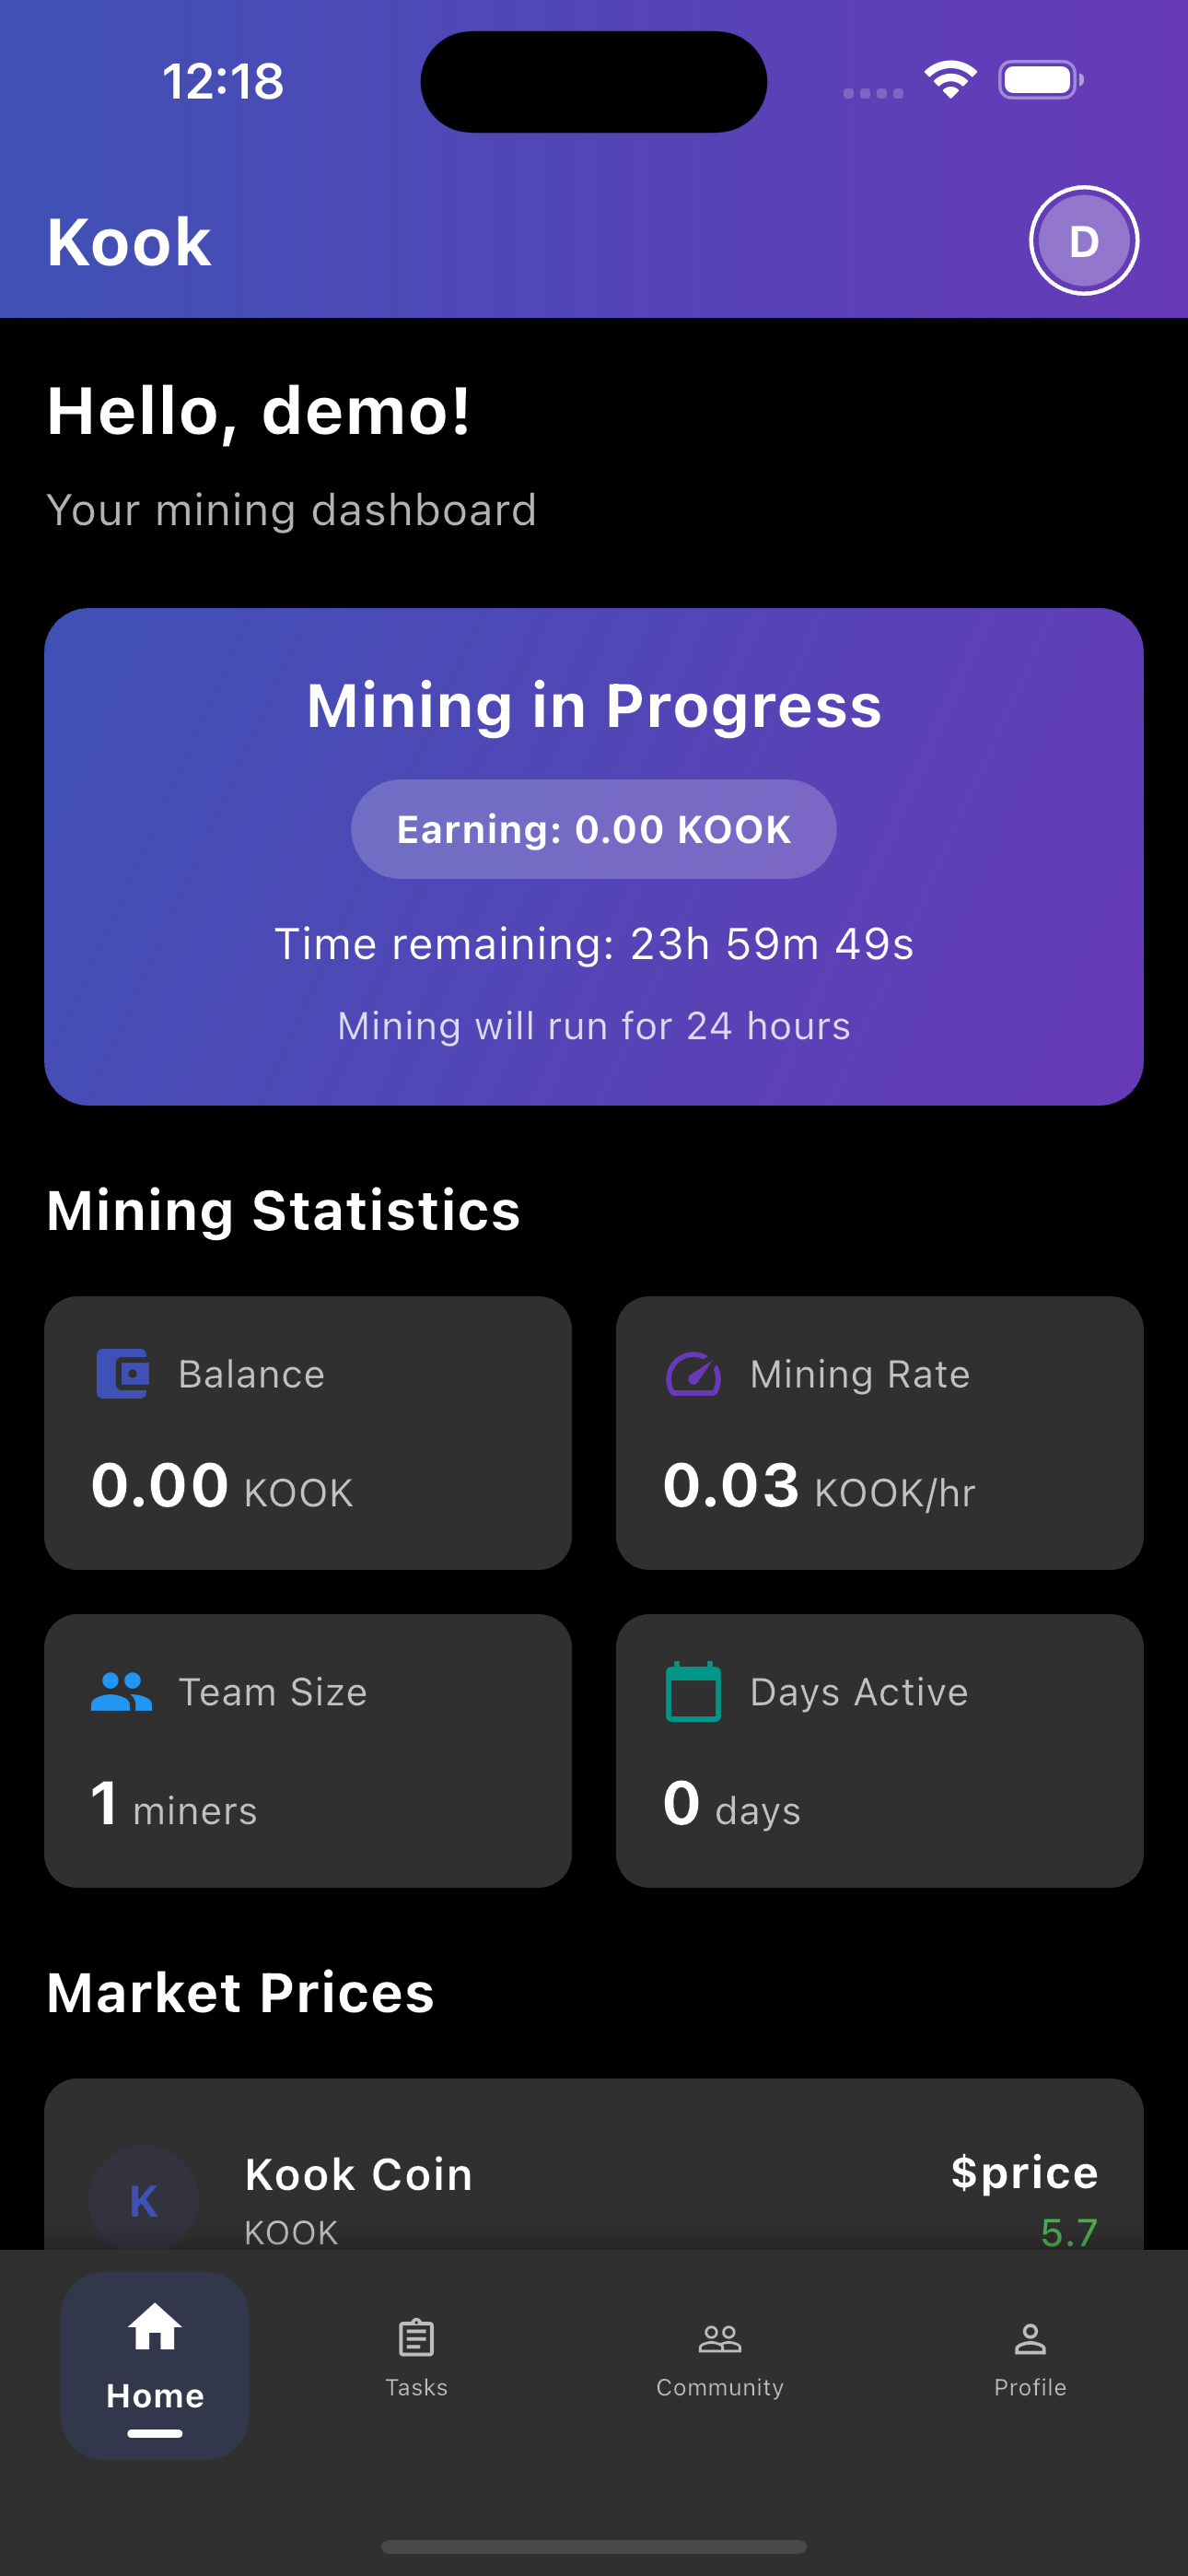 12:18
Kook
D
Hello, demo!
Your mining dashboard
Mining in Progress
Earning: 0.00 KOOK
Time remaining: 23h 59m 49s
Mining will run for 24 hours
Mining Statistics
Balance
0.00 KOOK
Mining Rate
0.03 KOOK/hr
Team Size
1 miners
Days Active
0 days
Market Prices
K
Kook Coin
$price
KOOK
5.7
Home
Tasks
Community
Profile